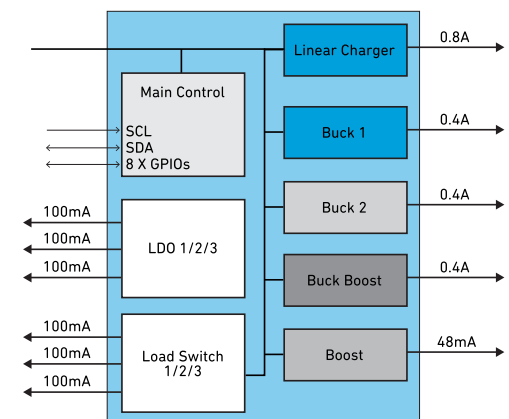 Linear Charger
0.8A
Main Control
SCL
SDA
8 X GPIOs
Buck 1
0.4A
Buck 2
0.4A
100mA
100mA
100mA
LDO 1/2/3
Buck Boost
0.4A
100mA
100mA
100mA
Load Switch
1/2/3
Boost
48mA